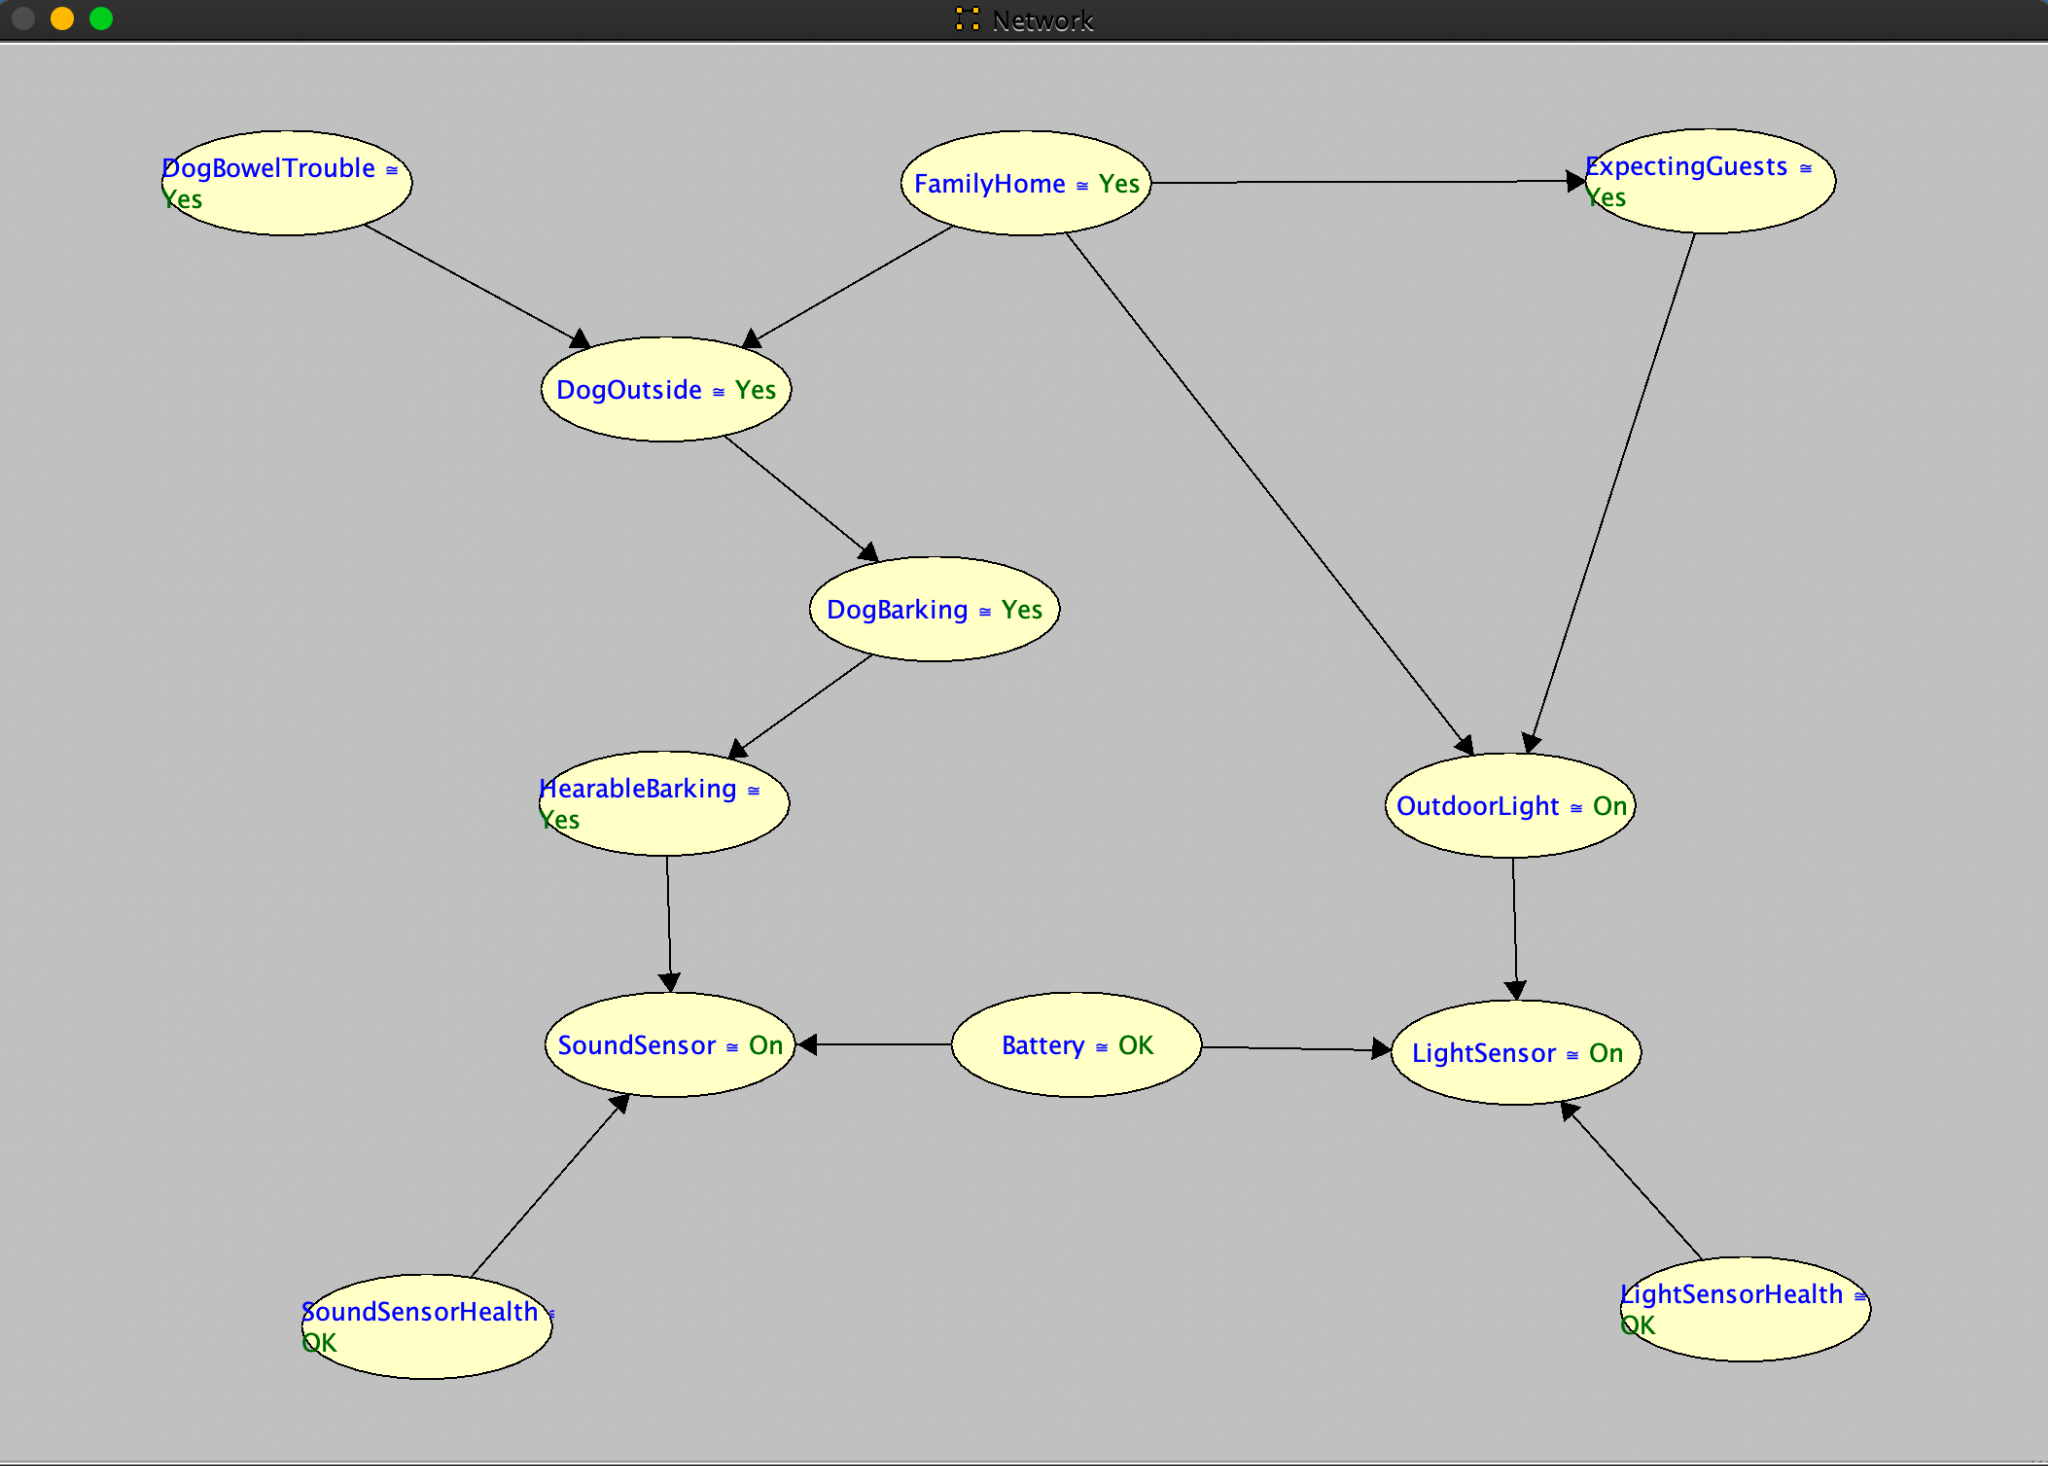 Network
DogBowelTrouble ≅
Yes
FamilyHome ≅ Yes
ExpectingGuests ≅
Yes
DogOutside ≅ Yes
DogBarking ≅ Yes
HearableBarking ≅
Yes
OutdoorLight ≅ On
SoundSensor ≅ On
Battery ≅ OK
LightSensor ≅ On
SoundSensorHealth ≅
OK
LightSensorHealth ≅
OK